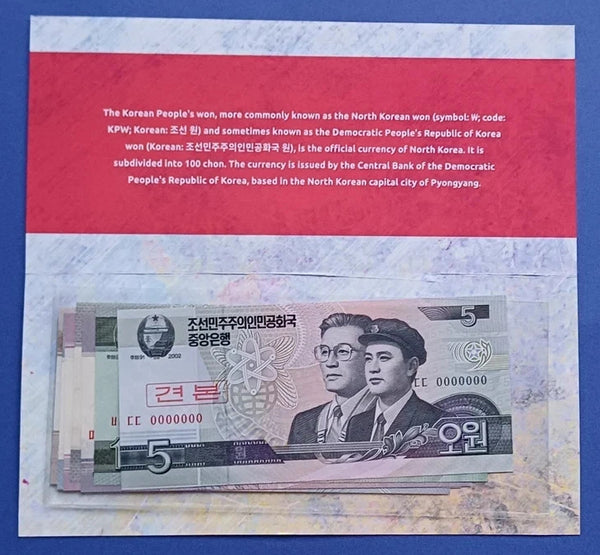 The Korean People's won, more commonly known as the North Korean won (symbol: ₩; code:
KPW; Korean: 조선 원) and sometimes known as the Democratic People's Republic of Korea
won (Korean: 조선민주주의인민공화국 원), is the official currency of North Korea. It is
subdivided into 100 chon. The currency is issued by the Central Bank of the Democratic
People's Republic of Korea, based in the North Korean capital city of Pyongyang.
5
조선민주주의인민공화국
중앙은행
2002
견본
ㄷㄷ 0000000
ㅂ ㄷㄷ 0000000
5
원
오원